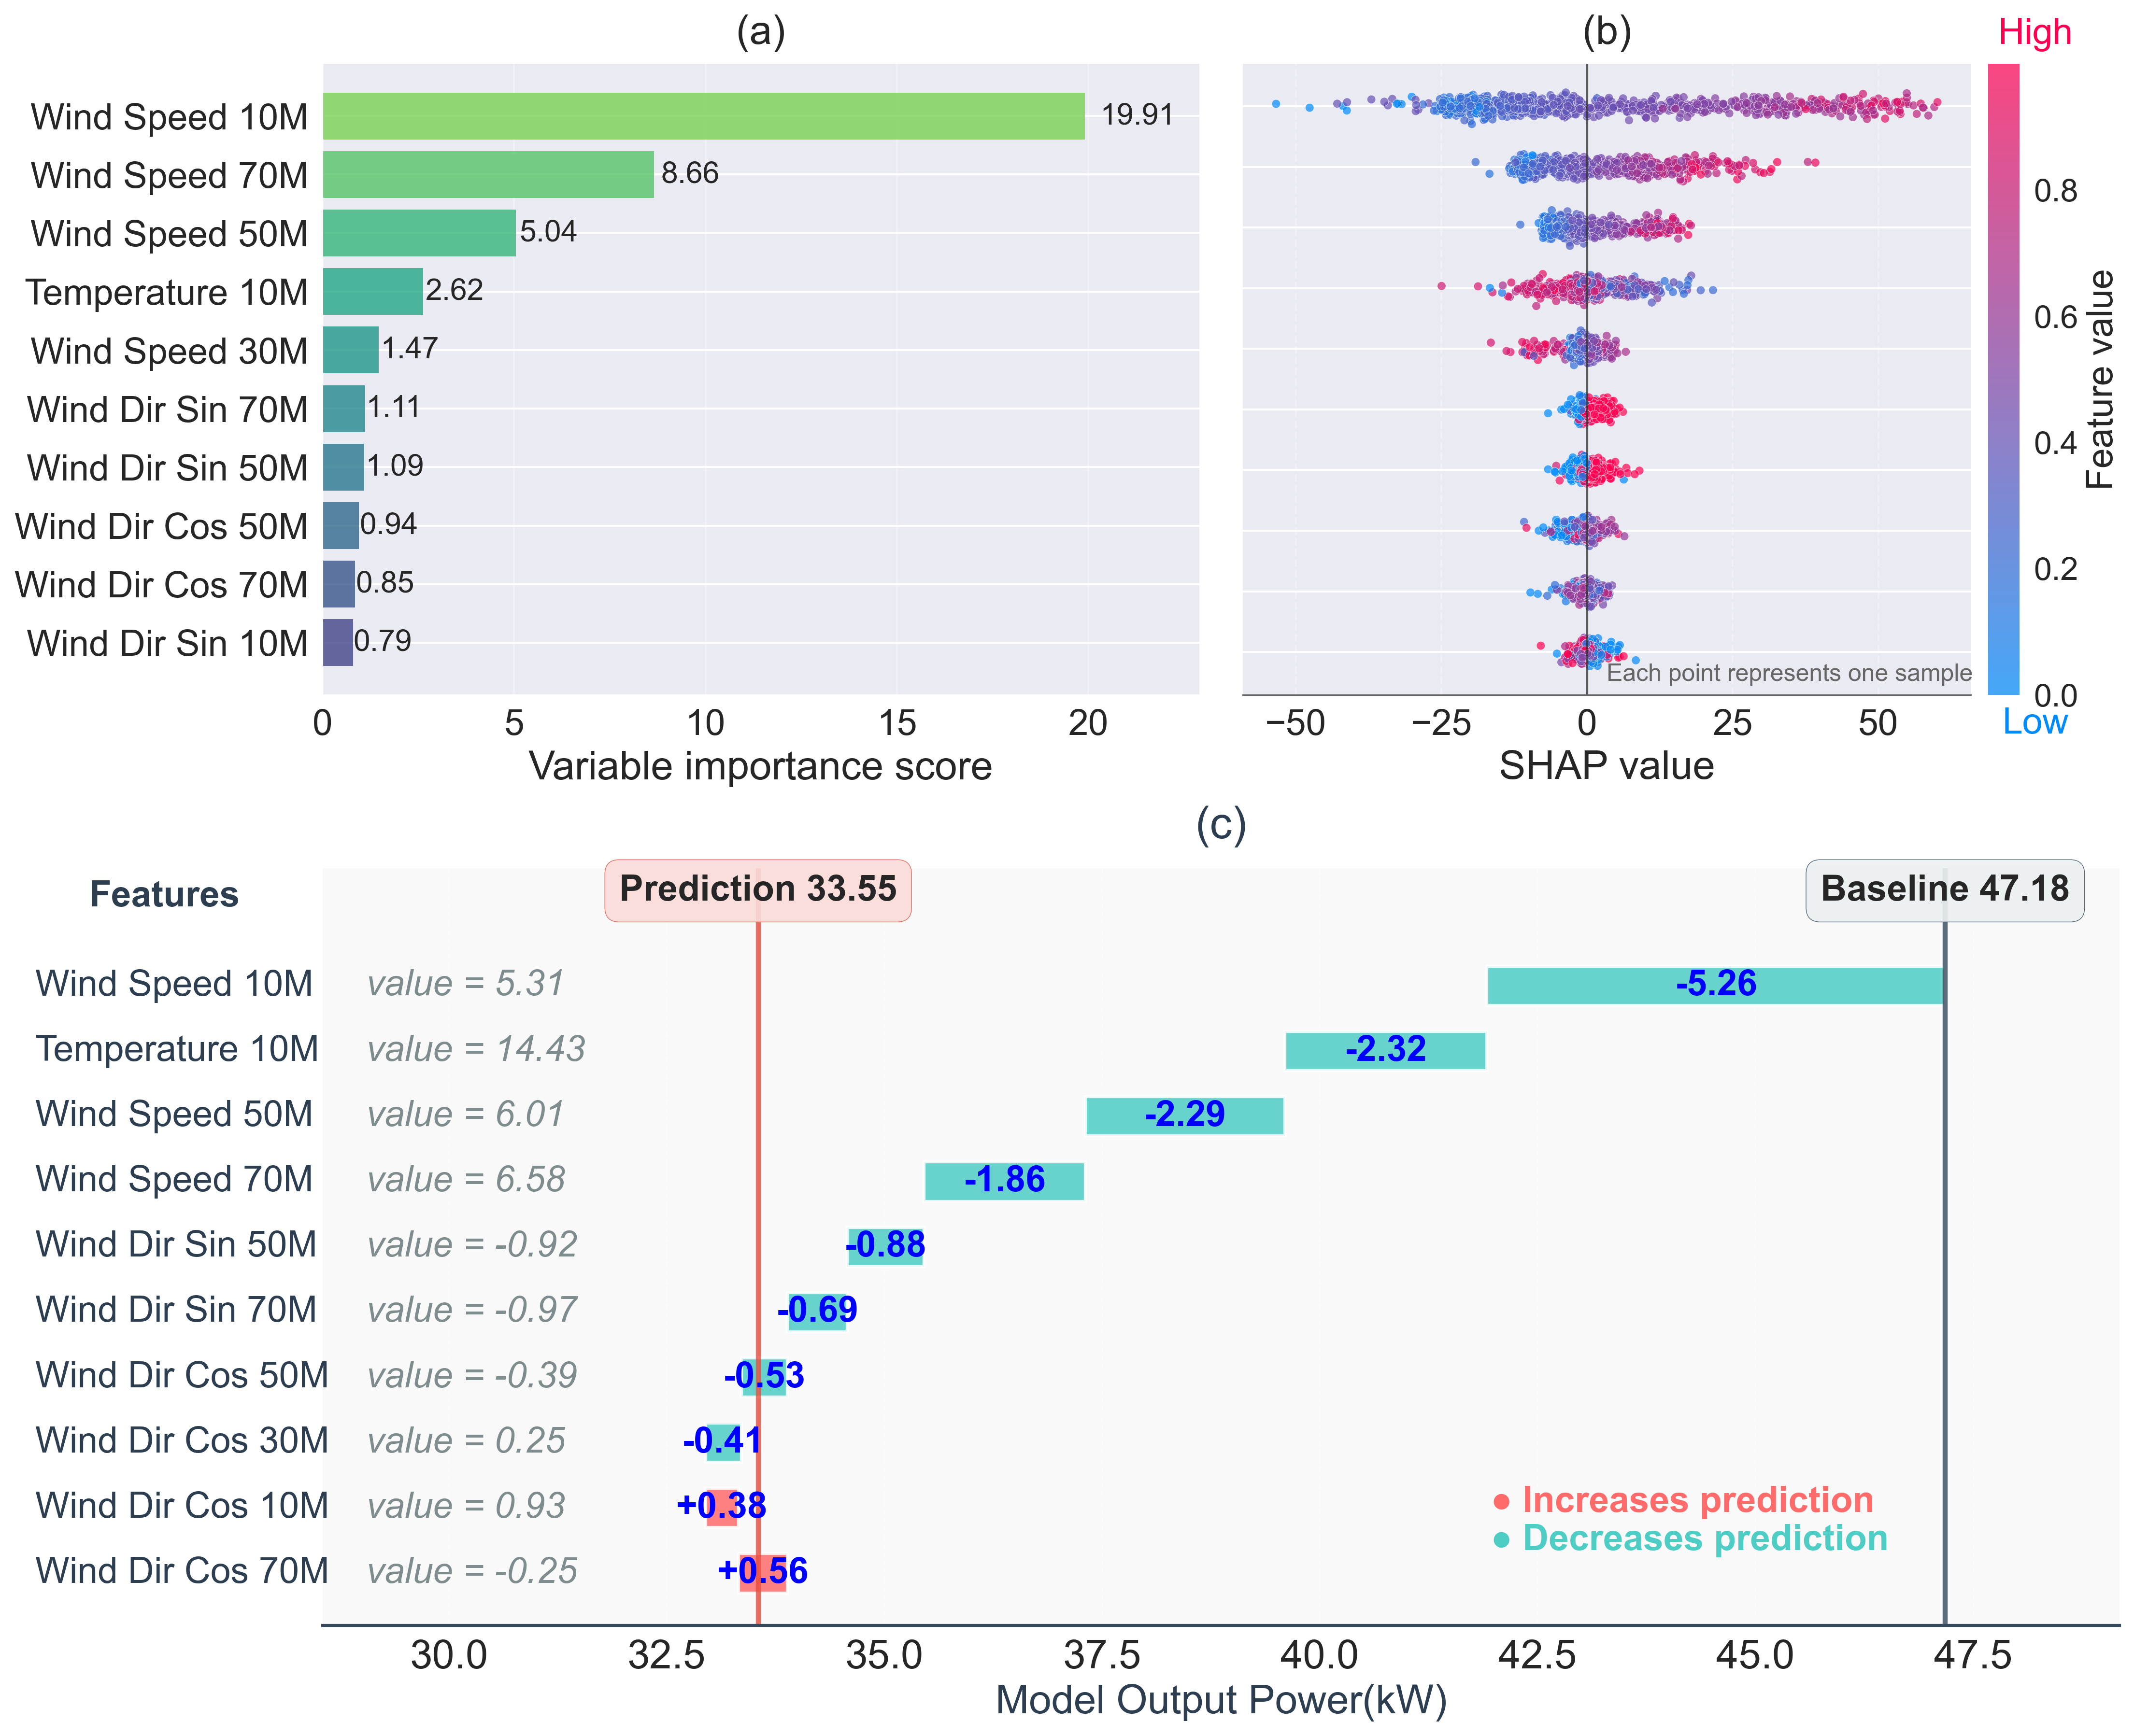 (a)
Wind Speed 10M 19.91
Wind Speed 70M 8.66
Wind Speed 50M 5.04
Temperature 10M 2.62
Wind Speed 30M 1.47
Wind Dir Sin 70M 1.11
Wind Dir Sin 50M 1.09
Wind Dir Cos 50M 0.94
Wind Dir Cos 70M 0.85
Wind Dir Sin 10M 0.79
0 5 10 15 20
Variable importance score
(b)
Each point represents one sample
−50 −25 0 25 50
SHAP value
High
0.8
0.6
0.4
0.2
0.0
Low
Feature value
(c)
Features
Prediction 33.55
Baseline 47.18
Wind Speed 10M value = 5.31 -5.26
Temperature 10M value = 14.43 -2.32
Wind Speed 50M value = 6.01 -2.29
Wind Speed 70M value = 6.58 -1.86
Wind Dir Sin 50M value = -0.92 -0.88
Wind Dir Sin 70M value = -0.97 -0.69
Wind Dir Cos 50M value = -0.39 -0.53
Wind Dir Cos 30M value = 0.25 -0.41
Wind Dir Cos 10M value = 0.93 +0.38
Wind Dir Cos 70M value = -0.25 +0.56
Increases prediction
Decreases prediction
30.0 32.5 35.0 37.5 40.0 42.5 45.0 47.5
Model Output Power(kW)